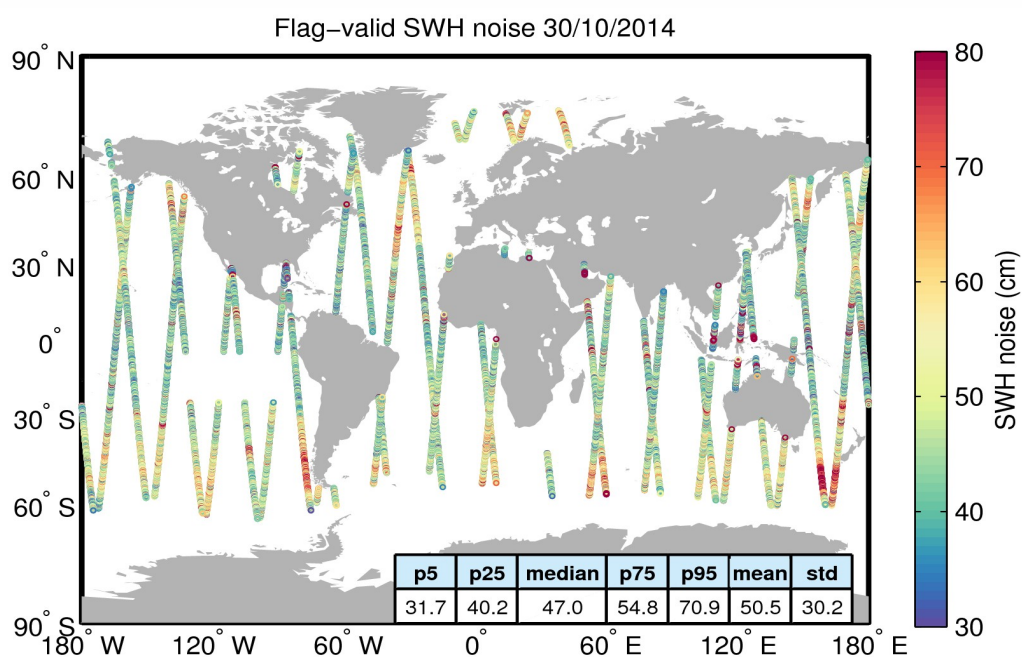 Flag−valid SWH noise 30/10/2014
90° N
60° N
30° N
0°
30° S
60° S
90° S
180° W
120° W
60° W
0°
60° E
120° E
180° E
80
70
60
50
40
30
SWH noise (cm)
p5 p25 median p75 p95 mean std
31.7 40.2 47.0 54.8 70.9 50.5 30.2